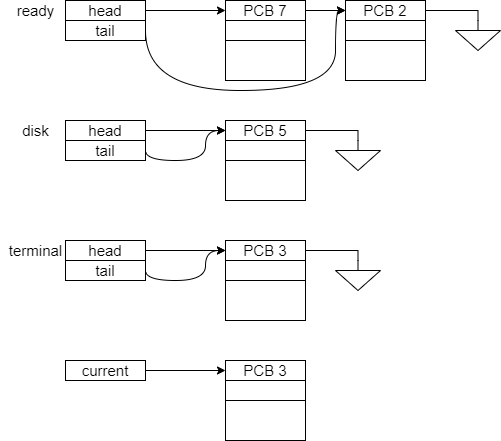 ready head PCB 7 PCB 2
tail
disk head PCB 5
tail
terminal head PCB 3
tail
current PCB 3